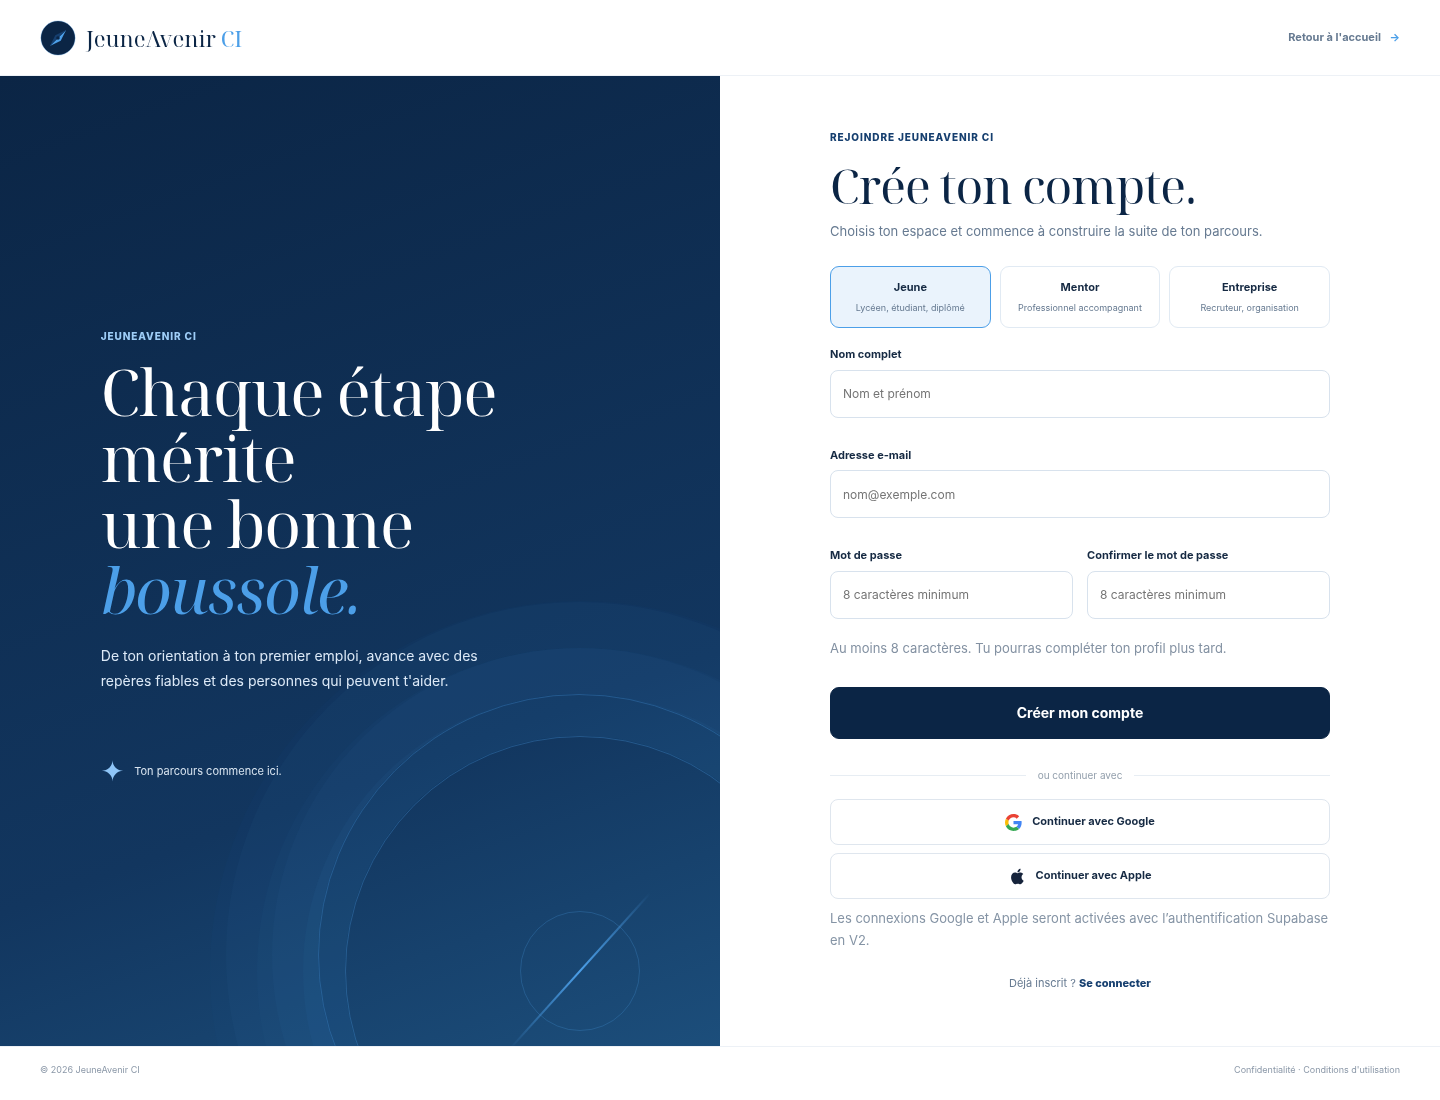 JeuneAvenir CI
Retour à l'accueil →
JEUNEAVENIR CI
Chaque étape
mérite
une bonne
boussole.
De ton orientation à ton premier emploi, avance avec des
repères fiables et des personnes qui peuvent t'aider.
Ton parcours commence ici.
REJOINDRE JEUNEAVENIR CI
Crée ton compte.
Choisis ton espace et commence à construire la suite de ton parcours.
Jeune
Lycéen, étudiant, diplômé
Mentor
Professionnel accompagnant
Entreprise
Recruteur, organisation
Nom complet
Nom et prénom
Adresse e-mail
nom@exemple.com
Mot de passe
8 caractères minimum
Confirmer le mot de passe
8 caractères minimum
Au moins 8 caractères. Tu pourras compléter ton profil plus tard.
Créer mon compte
ou continuer avec
Continuer avec Google
Continuer avec Apple
Les connexions Google et Apple seront activées avec l’authentification Supabase
en V2.
Déjà inscrit ? Se connecter
© 2026 JeuneAvenir CI
Confidentialité · Conditions d'utilisation